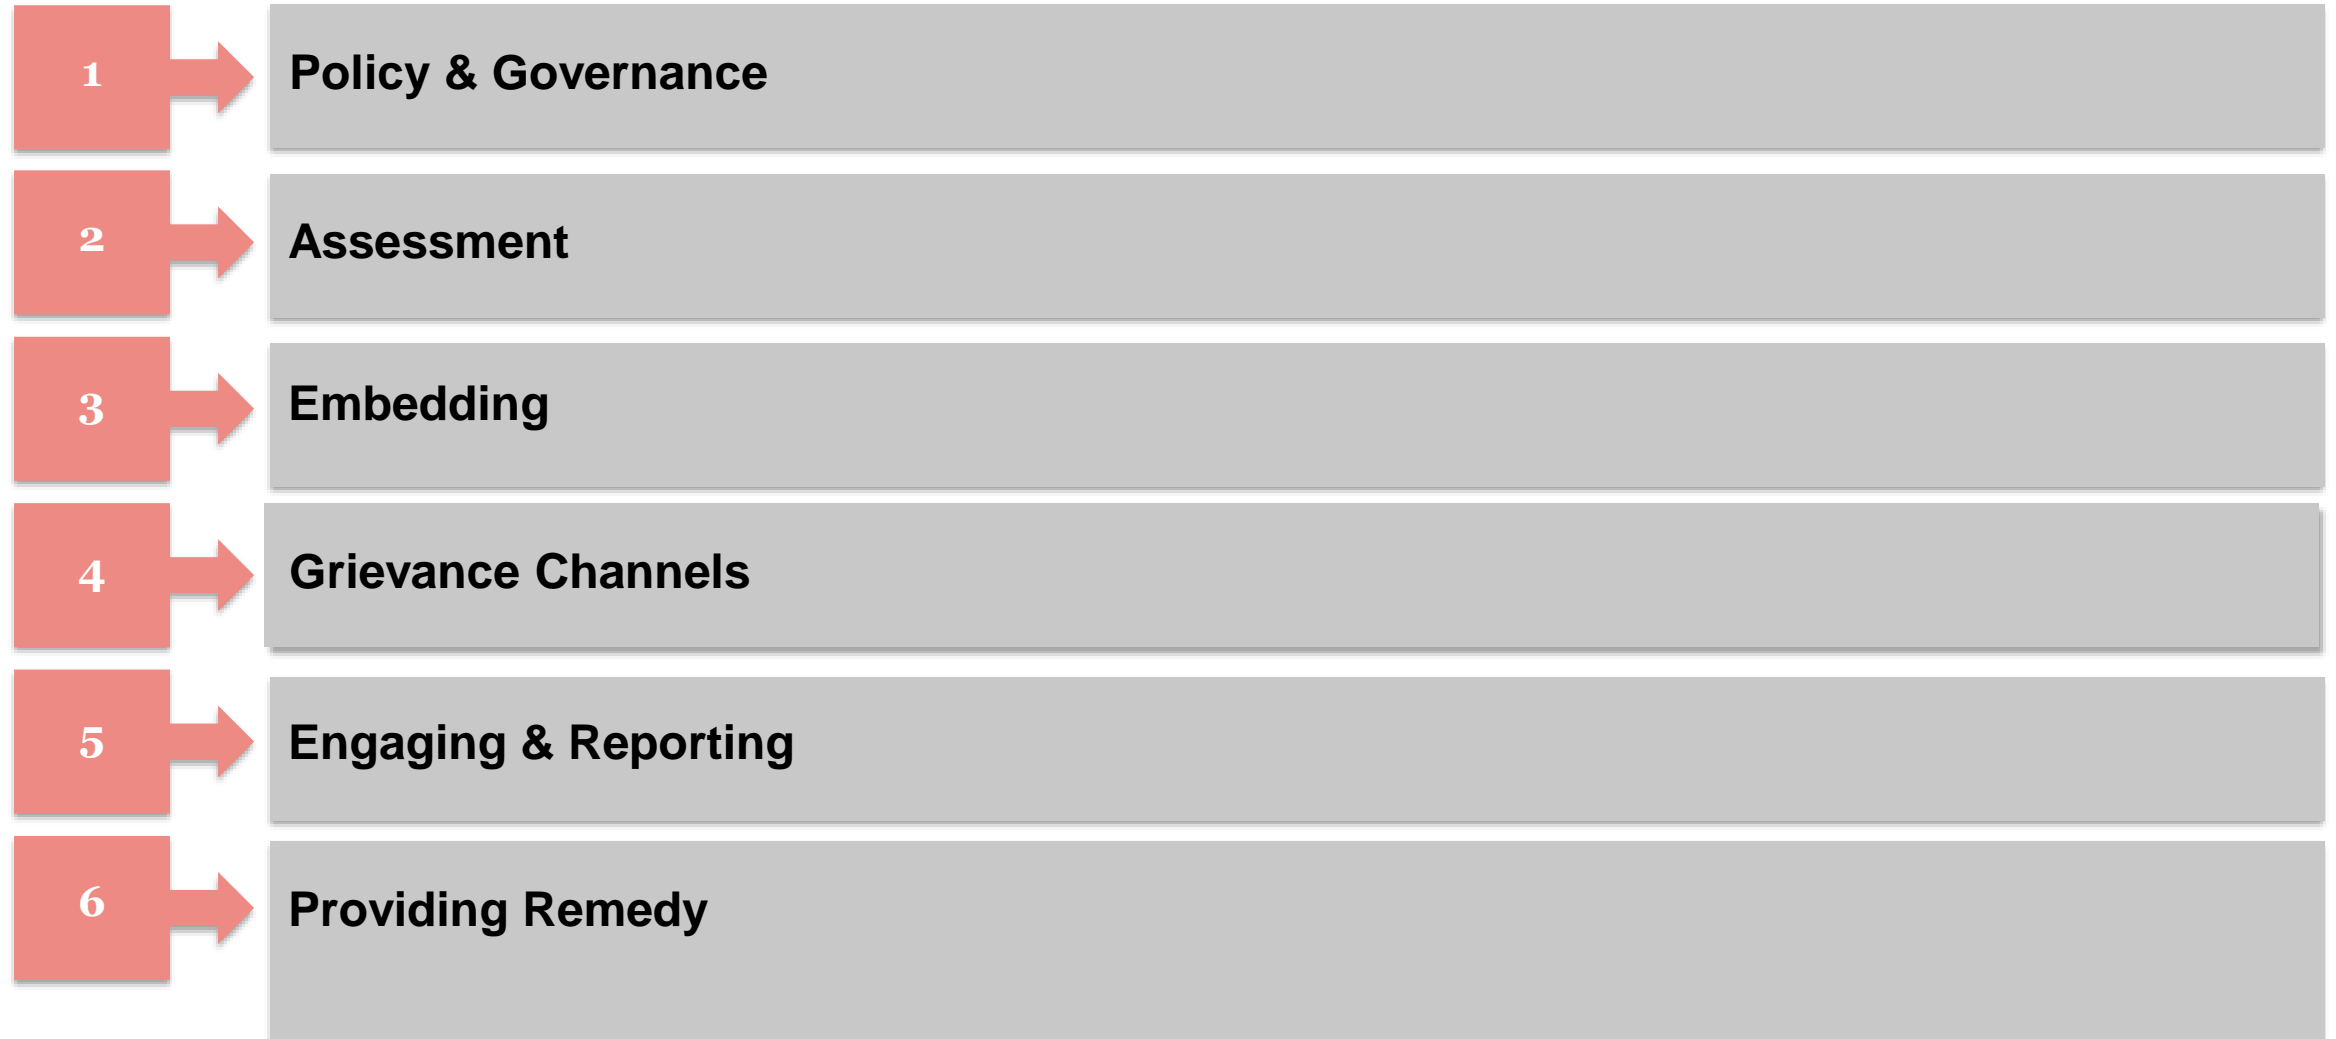 1 Policy & Governance
2 Assessment
3 Embedding
4 Grievance Channels
5 Engaging & Reporting
6 Providing Remedy